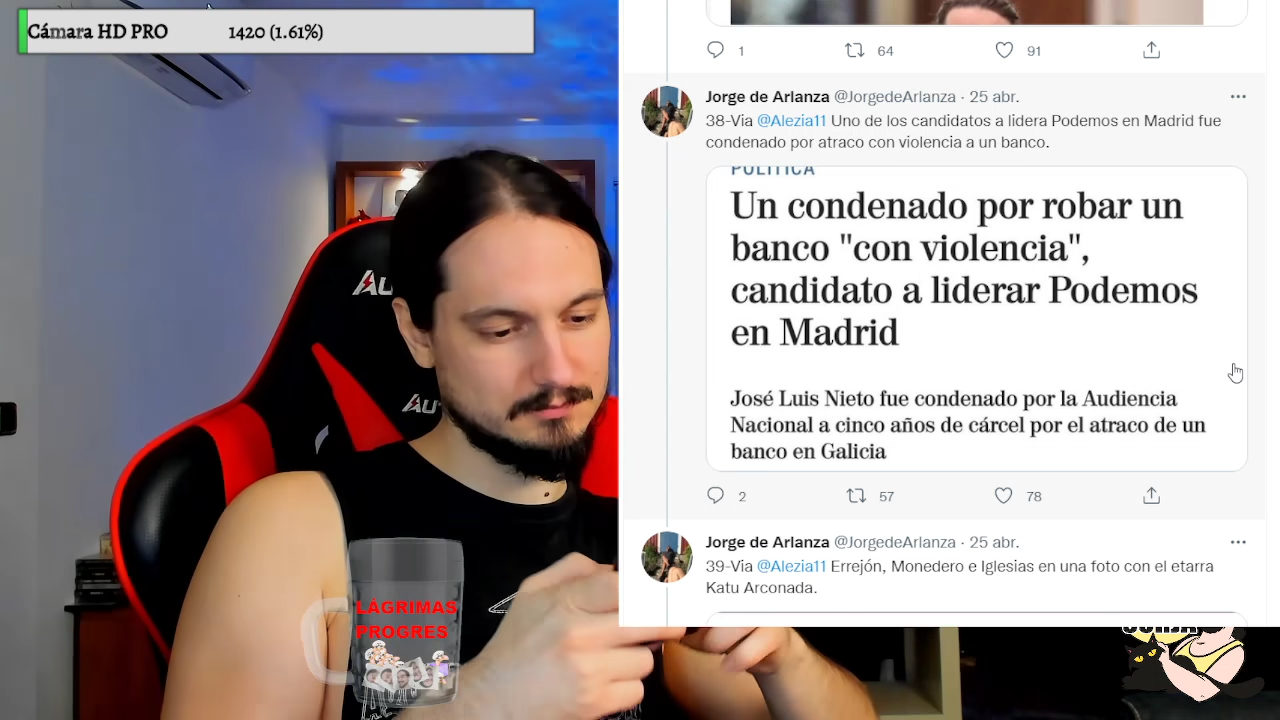 Cámara HD PRO 1420 (1.61%)
1 64 91
Jorge de Arlanza @JorgedeArlanza · 25 abr.
38-Via @Alezia11 Uno de los candidatos a lidera Podemos en Madrid fue
condenado por atraco con violencia a un banco.
POLÍTICA
Un condenado por robar un
banco "con violencia",
candidato a liderar Podemos
en Madrid
José Luis Nieto fue condenado por la Audiencia
Nacional a cinco años de cárcel por el atraco de un
banco en Galicia
2 57 78
Jorge de Arlanza @JorgedeArlanza · 25 abr.
39-Via @Alezia11 Errejón, Monedero e Iglesias en una foto con el etarra
Katu Arconada.
LÁGRIMAS
PROGRES